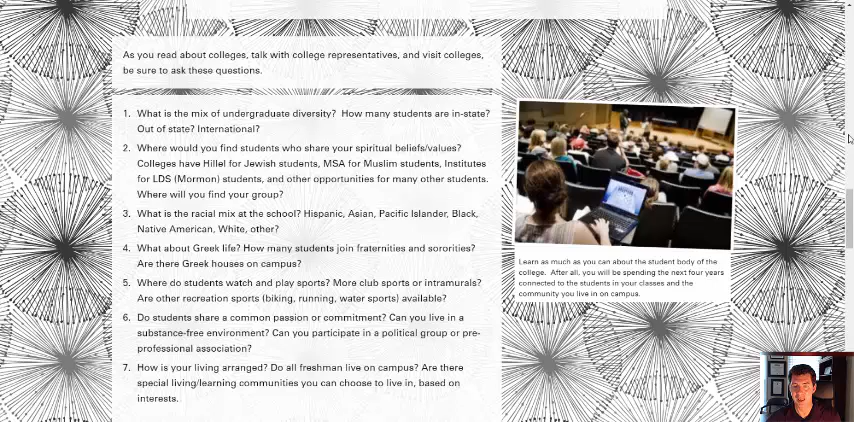 As you read about colleges, talk with college representatives, and visit colleges,
be sure to ask these questions.
1. What is the mix of undergraduate diversity? How many students are in-state?
Out of state? International?
2. Where would you find students who share your spiritual beliefs/values?
Colleges have Hillel for Jewish students, MSA for Muslim students, Institutes
for LDS (Mormon) students, and other opportunities for many other students.
Where will you find your group?
3. What is the racial mix at the school? Hispanic, Asian, Pacific Islander, Black,
Native American, White, other?
4. What about Greek life? How many students join fraternities and sororities?
Are there Greek houses on campus?
5. Where do students watch and play sports? More club sports or intramurals?
Are other recreation sports (biking, running, water sports) available?
6. Do students share a common passion or commitment? Can you live in a
substance-free environment? Can you participate in a political group or pre-
professional association?
7. How is your living arranged? Do all freshman live on campus? Are there
special living/learning communities you can choose to live in, based on
interests.
Learn as much as you can about the student body of the
college. After all, you will be spending the next four years
connected to the students in your classes and the
community you live in on campus.